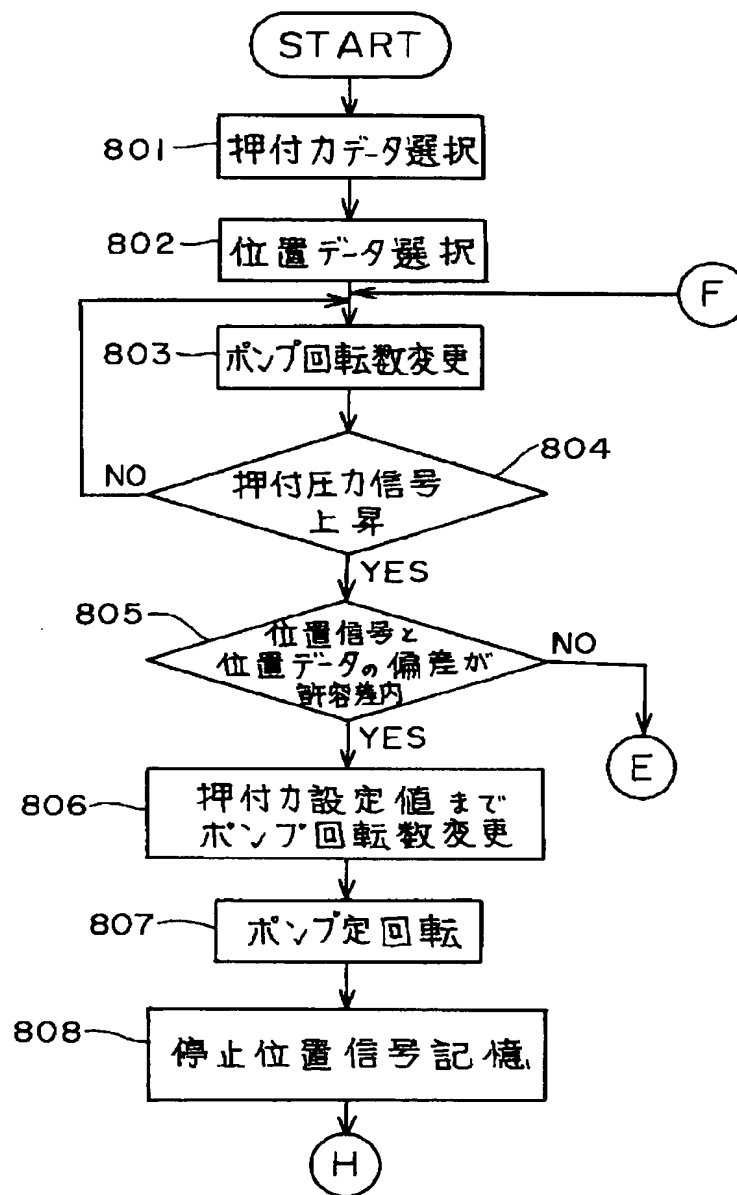 START
801
押付力データ選択
802
位置データ選択
F
803
ポンプ回転数変更
804
NO
押付圧力信号
上昇
YES
805
位置信号と
位置データの偏差が
許容差内
NO
YES
E
806
押付力設定値まで
ポンプ回転数変更
807
ポンプ定回転
808
停止位置信号記憶
H